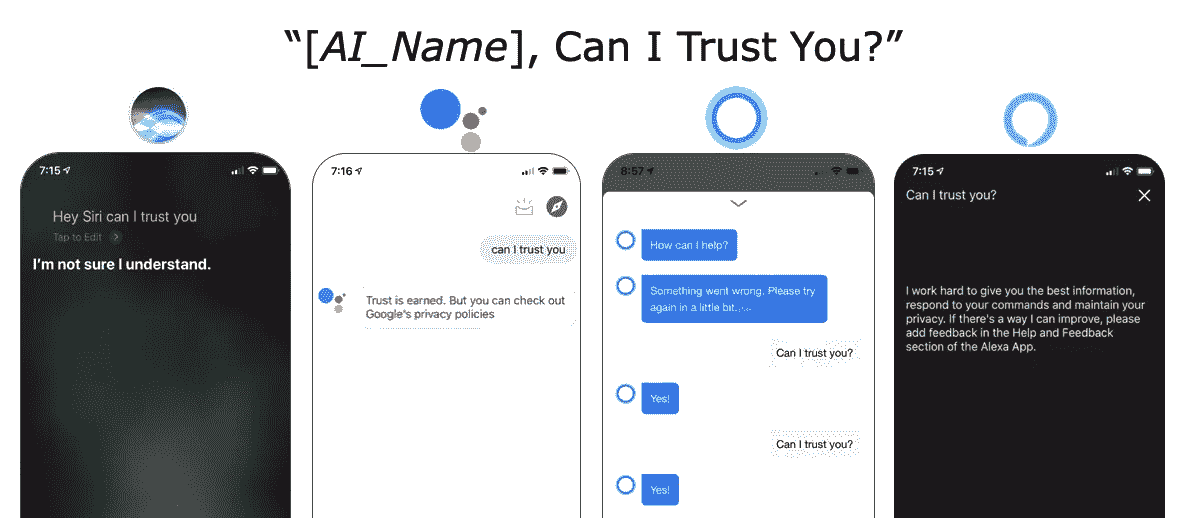 “[AI_Name], Can I Trust You?”
7:15
Hey Siri can I trust you
Tap to Edit >
I'm not sure I understand.
7:16
can I trust you
Trust is earned. But you can check out
Google's privacy policies
8:57
How can I help?
Something went wrong. Please try
again in a little bit.
Can I trust you?
Yes!
Can I trust you?
Yes!
7:15
Can I trust you?
I work hard to give you the best information,
respond to your commands and maintain your
privacy. If there's a way I can improve, please
add feedback in the Help and Feedback
section of the Alexa App.